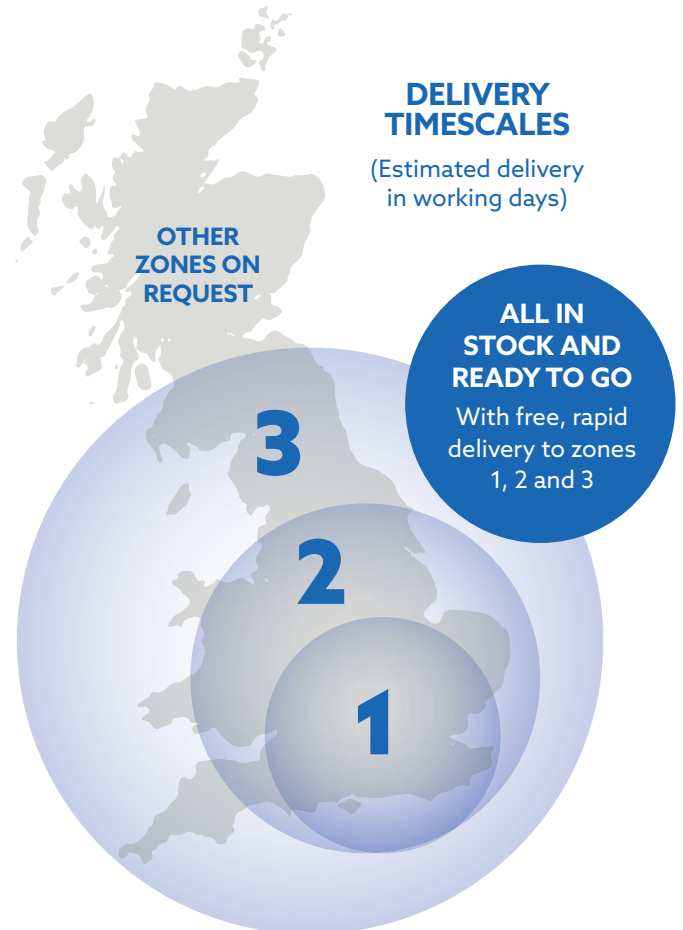 DELIVERY
TIMESCALES
(Estimated delivery
in working days)
OTHER
ZONES ON
REQUEST
ALL IN
STOCK AND
READY TO GO
With free, rapid
delivery to zones
1, 2 and 3
3
2
1